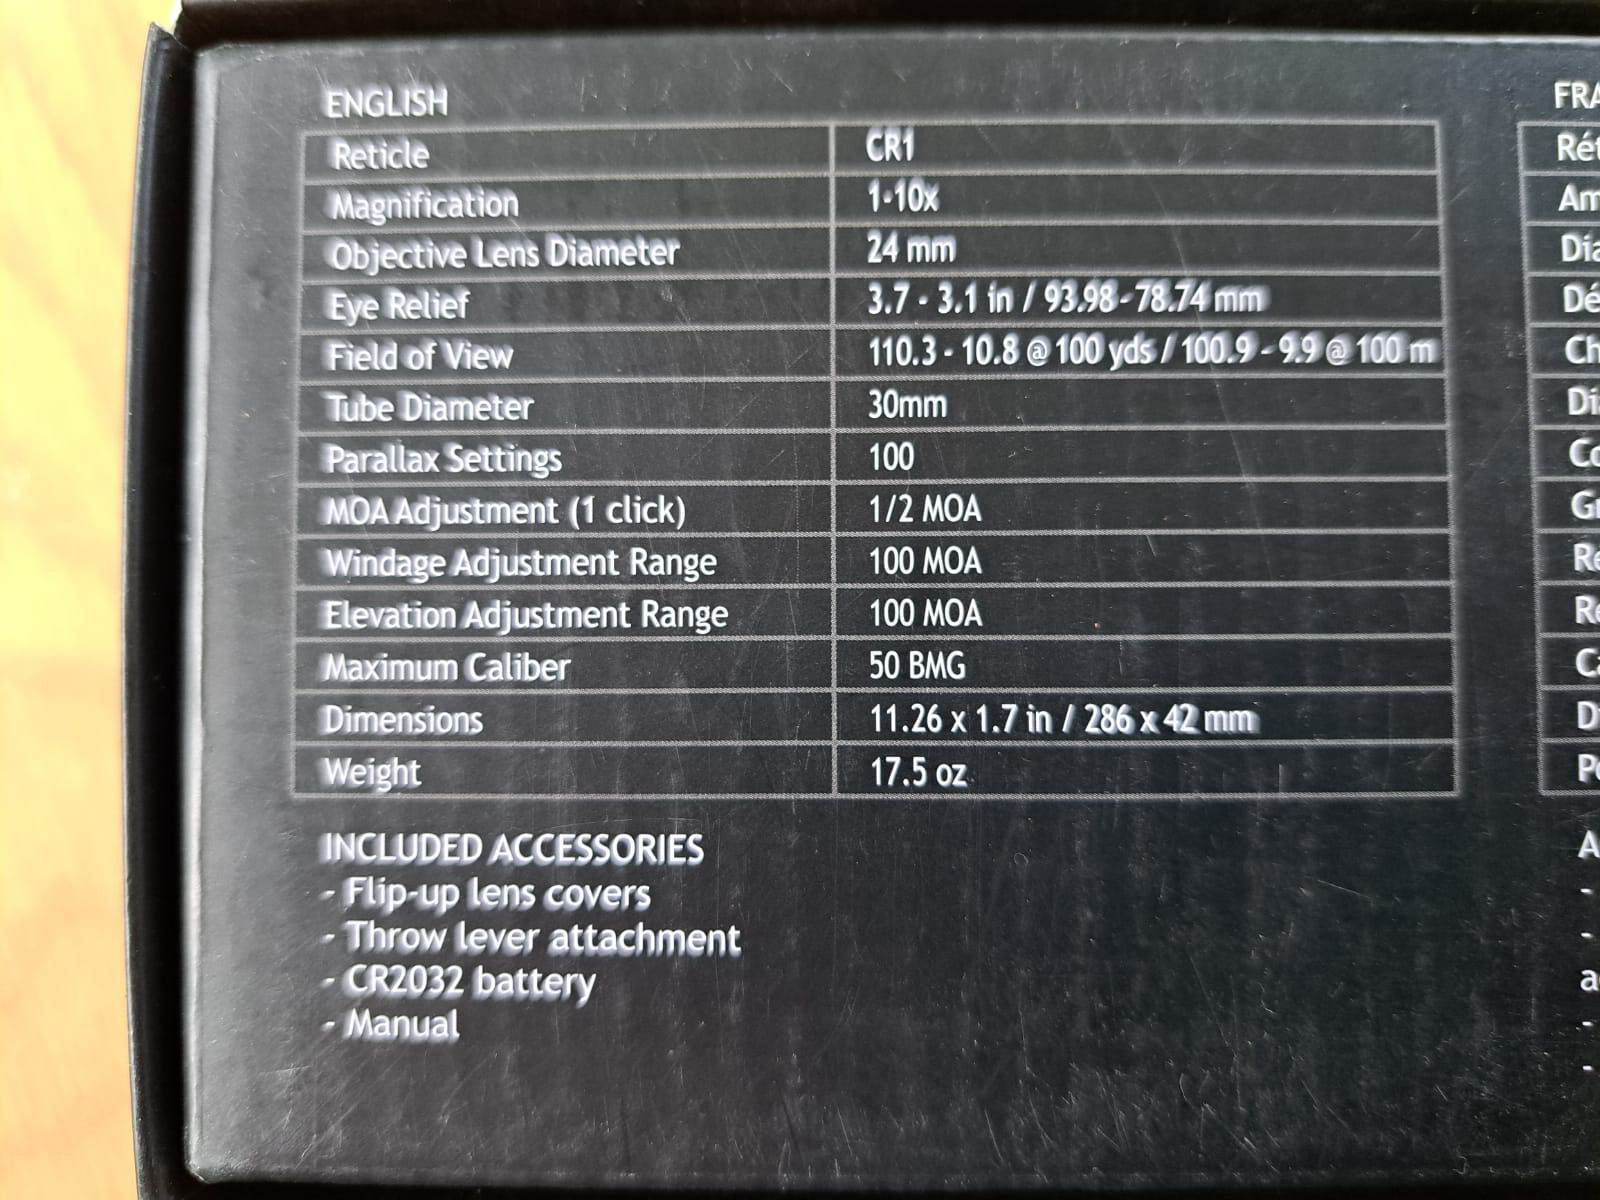 ENGLISH
Reticle CR1
Magnification 1-10x
Objective Lens Diameter 24 mm
Eye Relief 3.7 - 3.1 in / 93.98-78.74 mm
Field of View 110.3 - 10.8 @ 100 yds / 100.9 - 9.9 @ 100 m
Tube Diameter 30mm
Parallax Settings 100
MOA Adjustment (1 click) 1/2 MOA
Windage Adjustment Range 100 MOA
Elevation Adjustment Range 100 MOA
Maximum Caliber 50 BMG
Dimensions 11.26 x 1.7 in / 286 x 42 mm
Weight 17.5 oz
INCLUDED ACCESSORIES
- Flip-up lens covers
- Throw lever attachment
- CR2032 battery
- Manual